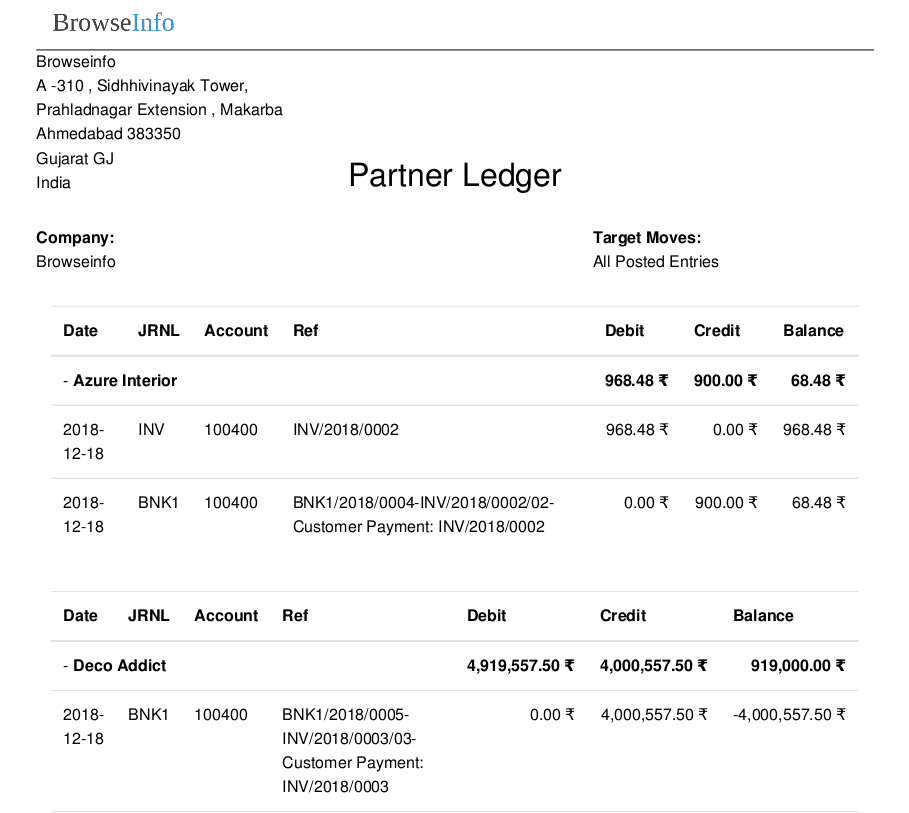 BrowseInfo
Browseinfo
A -310 , Sidhhivinayak Tower,
Prahladnagar Extension , Makarba
Ahmedabad 383350
Gujarat GJ
India
Partner Ledger
Company:
Browseinfo
Target Moves:
All Posted Entries
Date JRNL Account Ref Debit Credit Balance
- Azure Interior 968.48 ₹ 900.00 ₹ 68.48 ₹
2018- INV 100400 INV/2018/0002 968.48 ₹ 0.00 ₹ 968.48 ₹
12-18
2018- BNK1 100400 BNK1/2018/0004-INV/2018/0002/02- 0.00 ₹ 900.00 ₹ 68.48 ₹
12-18 Customer Payment: INV/2018/0002
Date JRNL Account Ref Debit Credit Balance
- Deco Addict 4,919,557.50 ₹ 4,000,557.50 ₹ 919,000.00 ₹
2018- BNK1 100400 BNK1/2018/0005- 0.00 ₹ 4,000,557.50 ₹ -4,000,557.50 ₹
12-18 INV/2018/0003/03-
Customer Payment:
INV/2018/0003